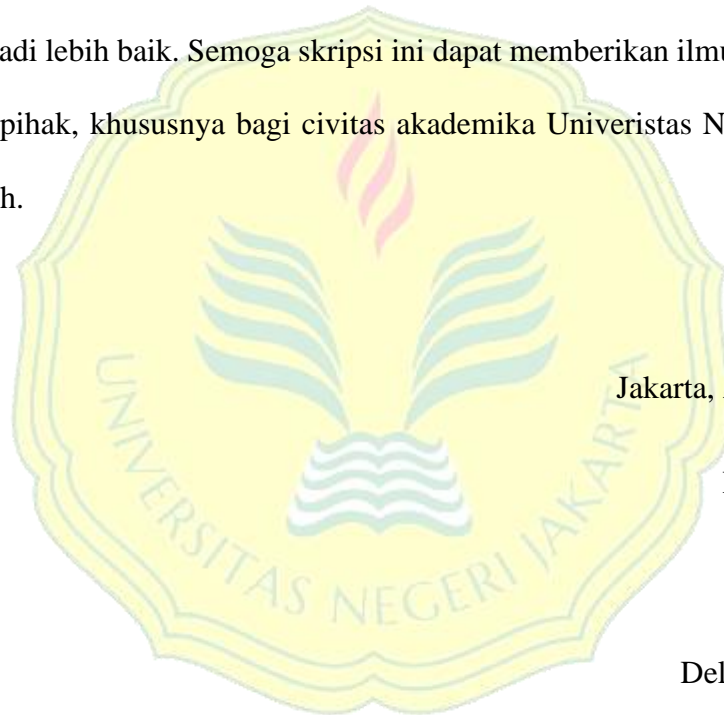 adi lebih baik. Semoga skripsi ini dapat memberikan ilmu
pihak, khususnya bagi civitas akademika Univeristas N
h.
Jakarta,
UNIVERSITAS NEGERI JAKARTA
Del